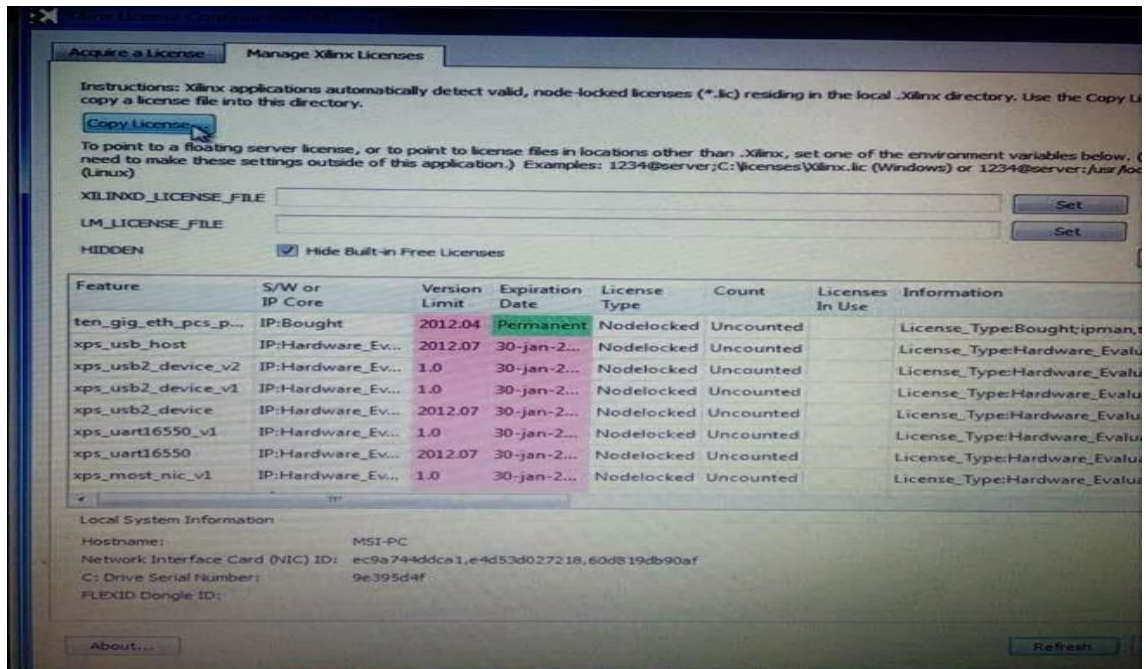 Xilinx License Configuration
Acquire a License
Manage Xilinx Licenses
Instructions: Xilinx applications automatically detect valid, node-locked licenses (*.lic) residing in the local .Xilinx directory. Use the Copy Li
copy a license file into this directory.
Copy License...
To point to a floating server license, or to point to license files in locations other than .Xilinx, set one of the environment variables below. (
need to make these settings outside of this application.) Examples: 1234@server;C:\licenses\Xilinx.lic (Windows) or 1234@server:/usr/loc
(Linux)
XILINXD_LICENSE_FILE
Set
LM_LICENSE_FILE
Set
HIDDEN Hide Built-in Free Licenses
Feature S/W or IP Core Version Limit Expiration Date License Type Count Licenses In Use Information
ten_gig_eth_pcs_p... IP:Bought 2012.04 Permanent Nodelocked Uncounted License_Type:Bought;ipman,
xps_usb_host IP:Hardware_Ev... 2012.07 30-jan-2... Nodelocked Uncounted License_Type:Hardware_Evalu
xps_usb2_device_v2 IP:Hardware_Ev... 1.0 30-jan-2... Nodelocked Uncounted License_Type:Hardware_Evalu
xps_usb2_device_v1 IP:Hardware_Ev... 1.0 30-jan-2... Nodelocked Uncounted License_Type:Hardware_Evalu
xps_usb2_device IP:Hardware_Ev... 2012.07 30-jan-2... Nodelocked Uncounted License_Type:Hardware_Evalu
xps_uart16550_v1 IP:Hardware_Ev... 1.0 30-jan-2... Nodelocked Uncounted License_Type:Hardware_Evalu
xps_uart16550 IP:Hardware_Ev... 2012.07 30-jan-2... Nodelocked Uncounted License_Type:Hardware_Evalua
xps_most_nic_v1 IP:Hardware_Ev... 1.0 30-jan-2... Nodelocked Uncounted License_Type:Hardware_Evalua
Local System Information
Hostname: MSI-PC
Network Interface Card (NIC) ID: ec9a744ddca1,e4d53d027218,60d819db90af
C: Drive Serial Number: 9e395d4f
FLEXID Dongle ID:
About...
Refresh